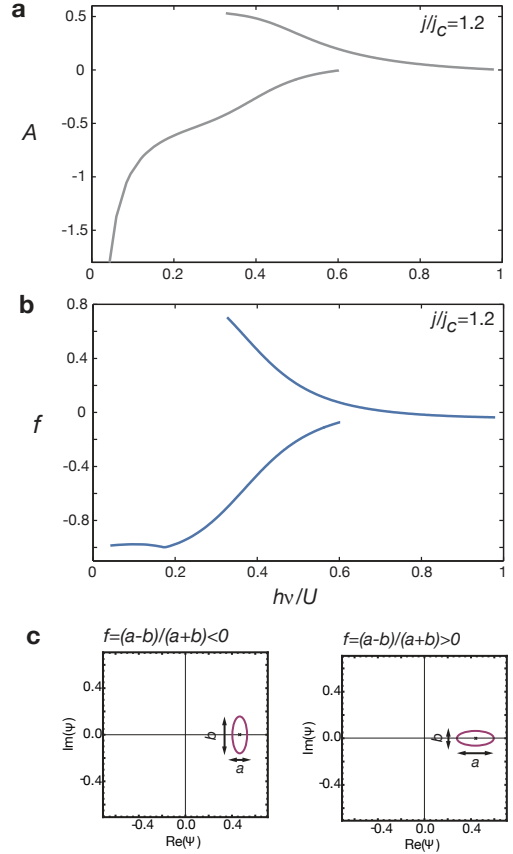 a
j/j_c=1.2
0.5
0
-0.5
-1
-1.5
A
0 0.2 0.4 0.6 0.8 1
b
j/j_c=1.2
0.8
0.4
0
-0.4
-0.8
f
0 0.2 0.4 0.6 0.8 1
hν/U
c
f=(a-b)/(a+b)<0
0.4
0.0
-0.4
Im(Ψ)
b
a
-0.4 0.0 0.4
Re(Ψ)
f=(a-b)/(a+b)>0
0.4
0.0
-0.4
Im(Ψ)
b
a
-0.4 0.0 0.4
Re(Ψ)